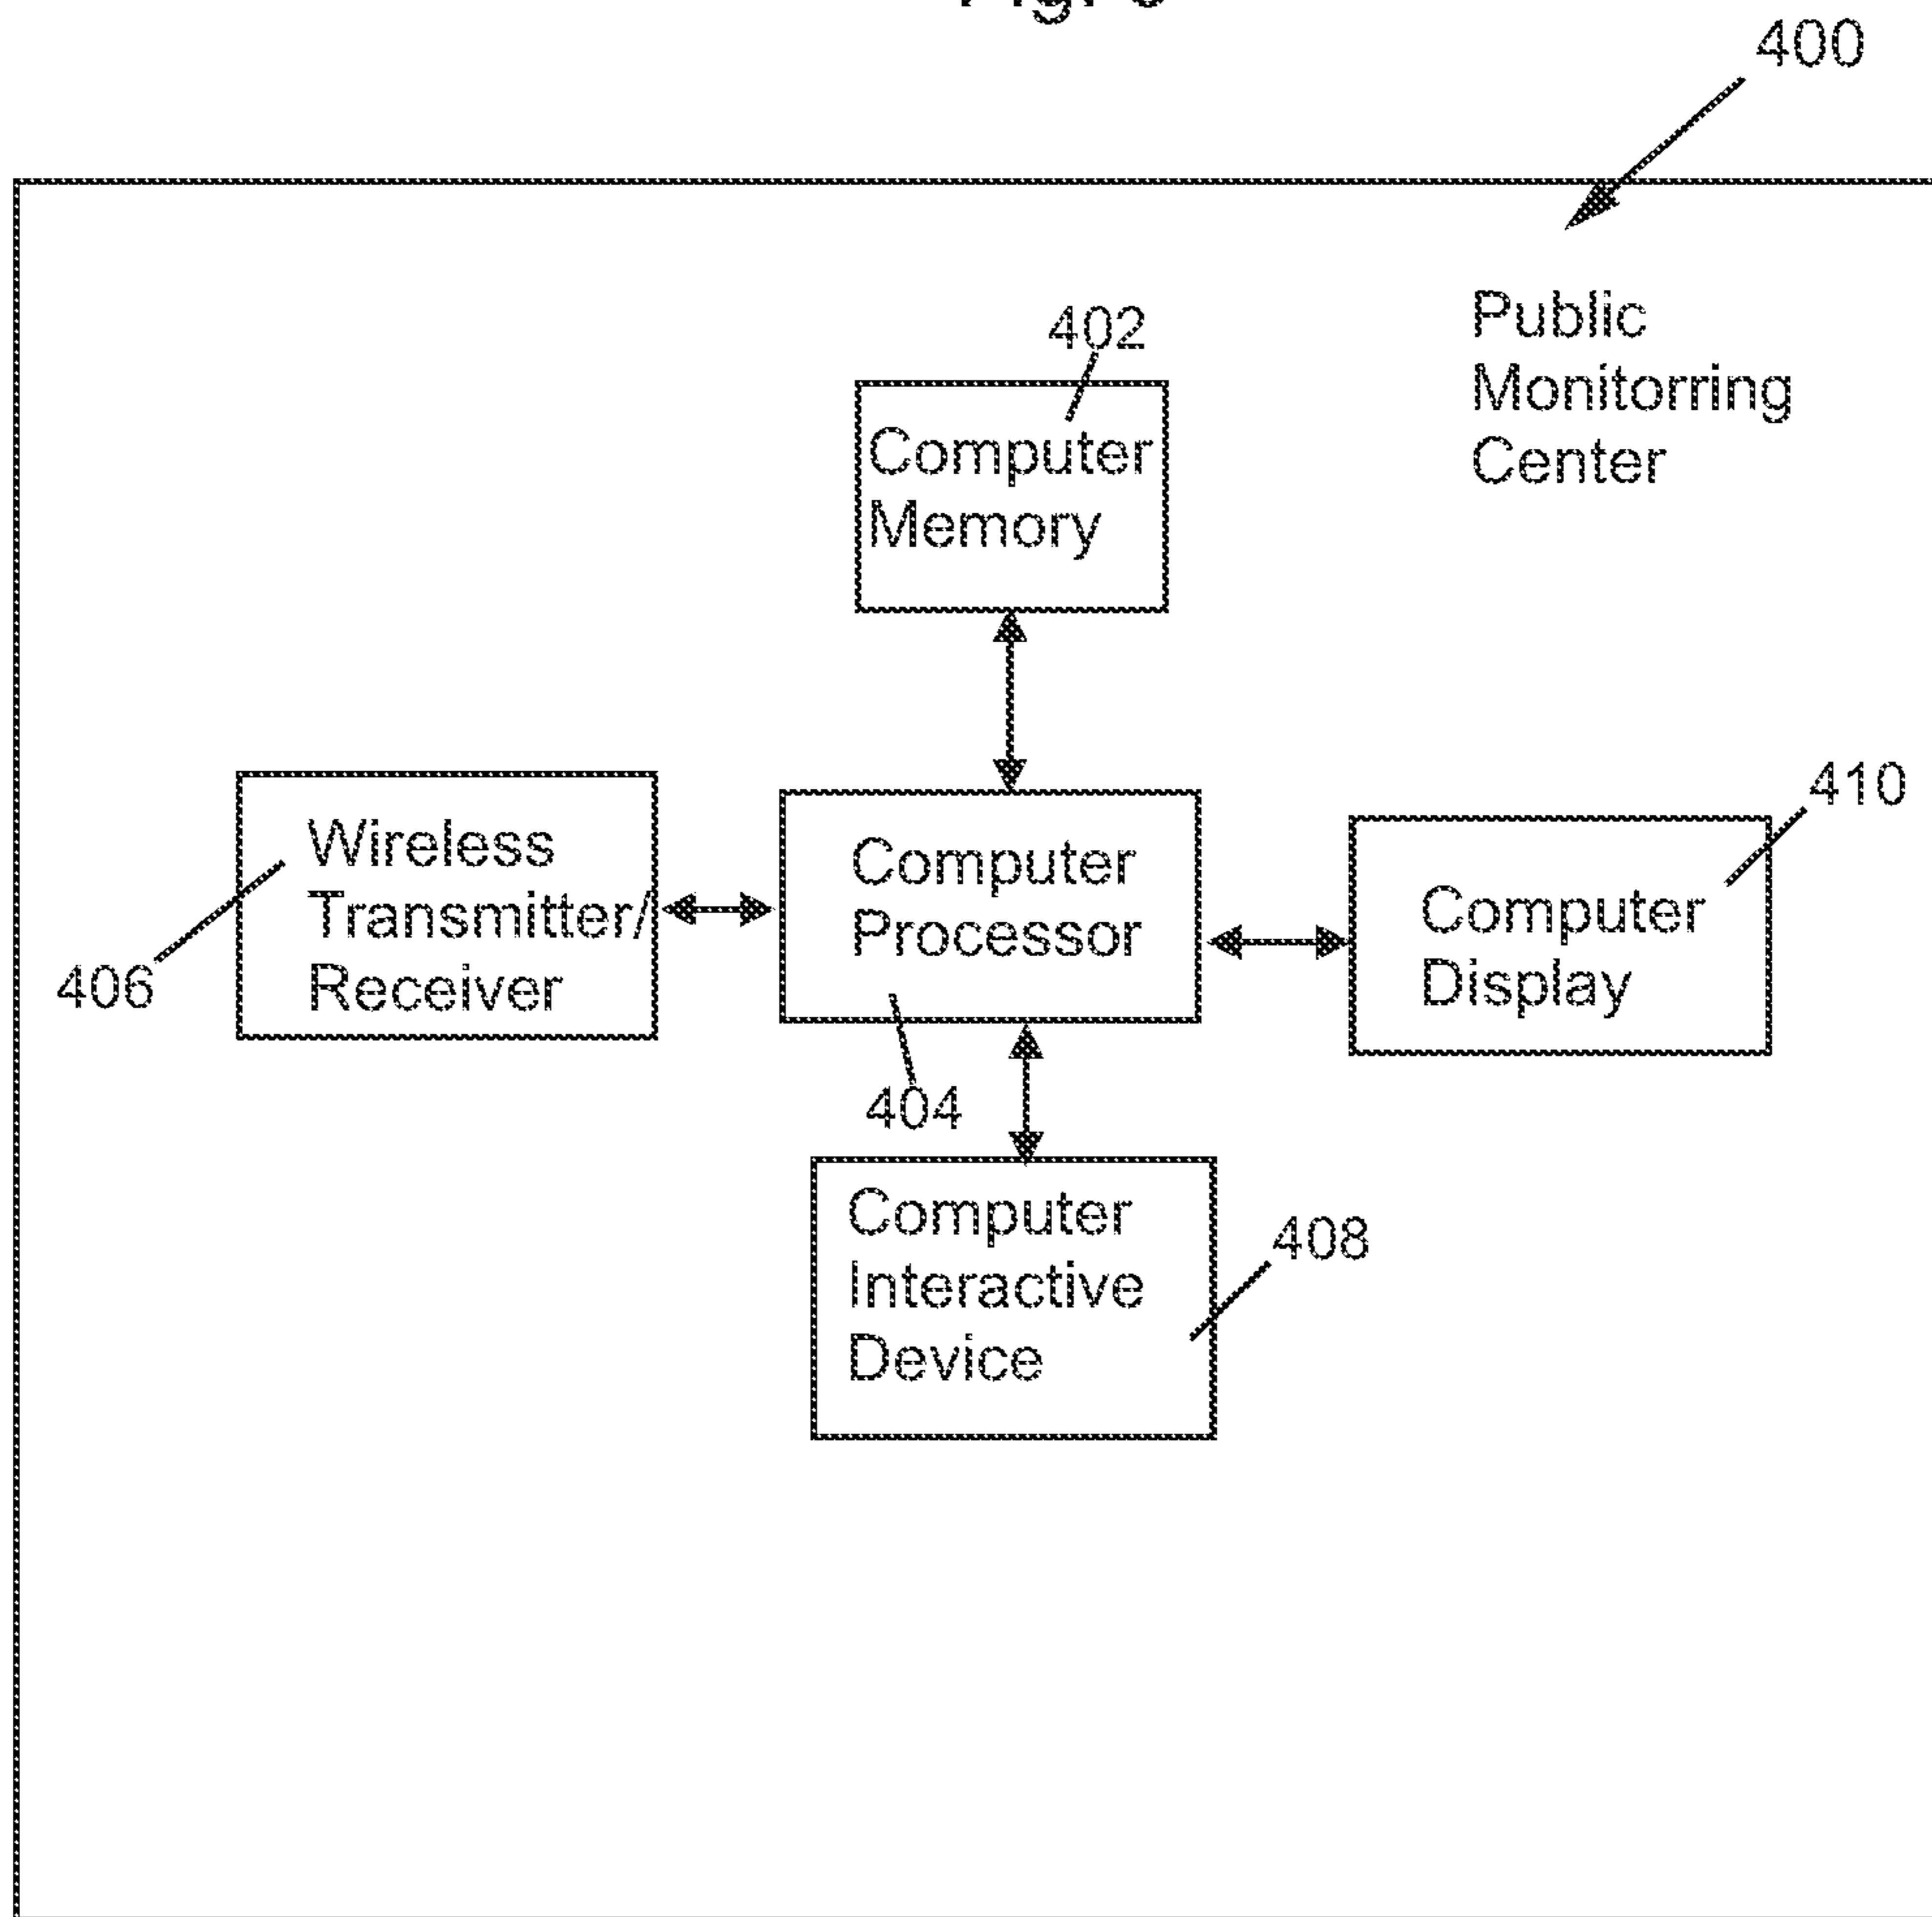 400
Public
Monitorring
Center
402
Computer
Memory
410
Wireless
Transmitter/
Receiver
406
Computer
Processor
404
Computer
Display
Computer
Interactive
Device
408